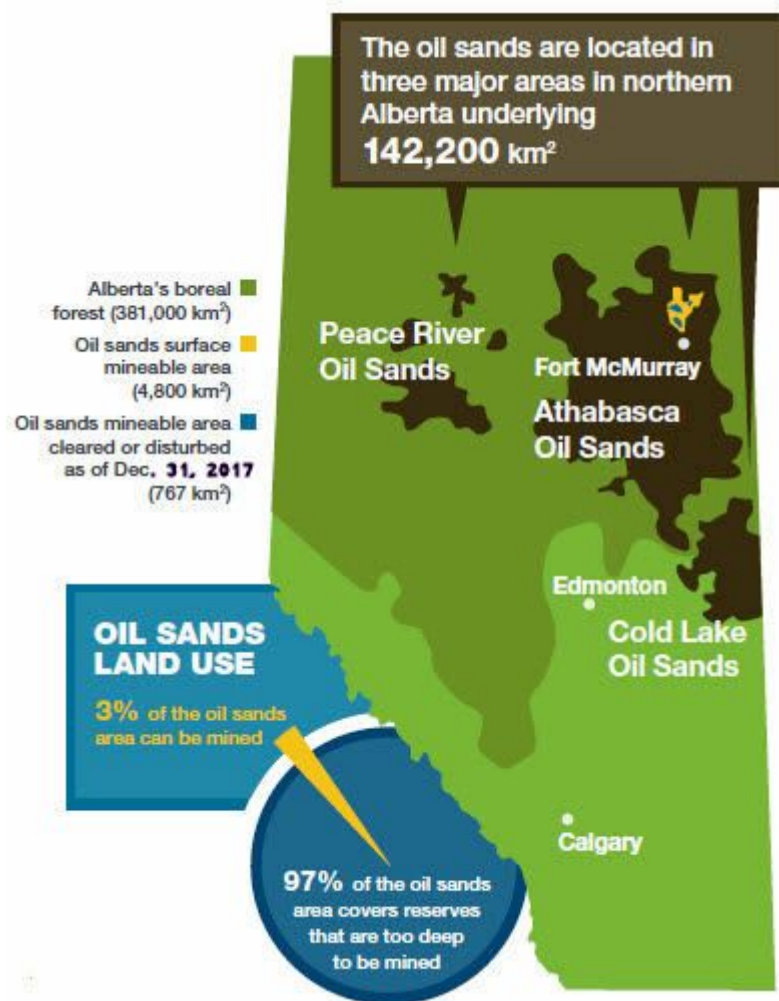 The oil sands are located in
three major areas in northern
Alberta underlying
142,200 km²
Alberta's boreal
forest (381,000 km²)
Oil sands surface
mineable area
(4,800 km²)
Oil sands mineable area
cleared or disturbed
as of Dec. 31, 2017
(767 km²)
Peace River
Oil Sands
Fort McMurray
Athabasca
Oil Sands
Edmonton
Cold Lake
Oil Sands
Calgary
OIL SANDS
LAND USE
3% of the oil sands
area can be mined
97% of the oil sands
area covers reserves
that are too deep
to be mined